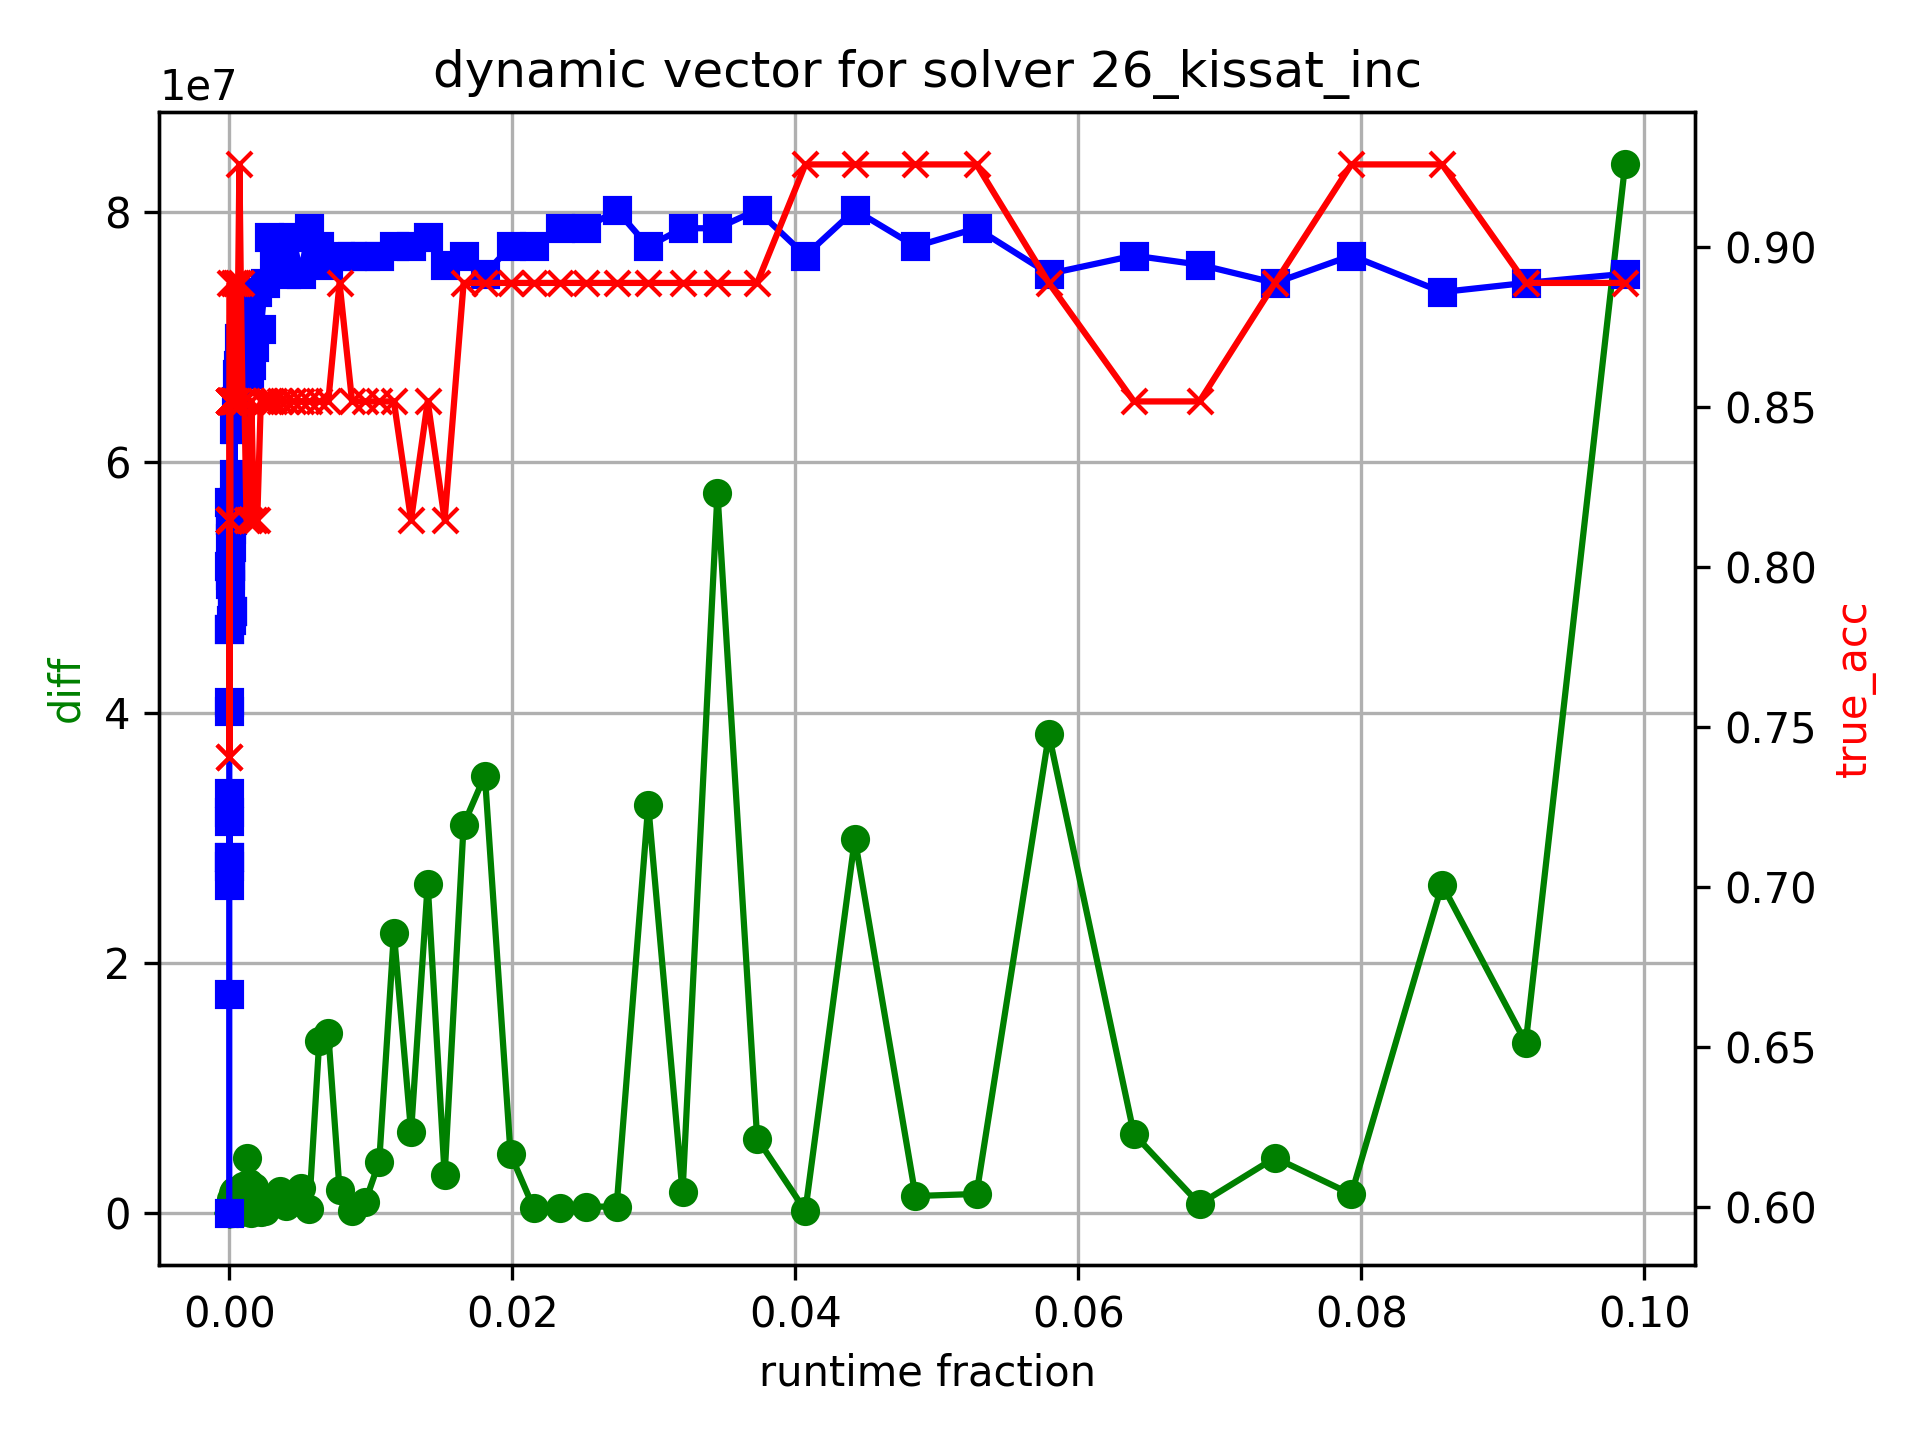 dynamic vector for solver 26_kissat_inc
1e7
8
6
4
2
0
diff
0.90
0.85
0.80
0.75
0.70
0.65
0.60
true_acc
0.00 0.02 0.04 0.06 0.08 0.10
runtime fraction